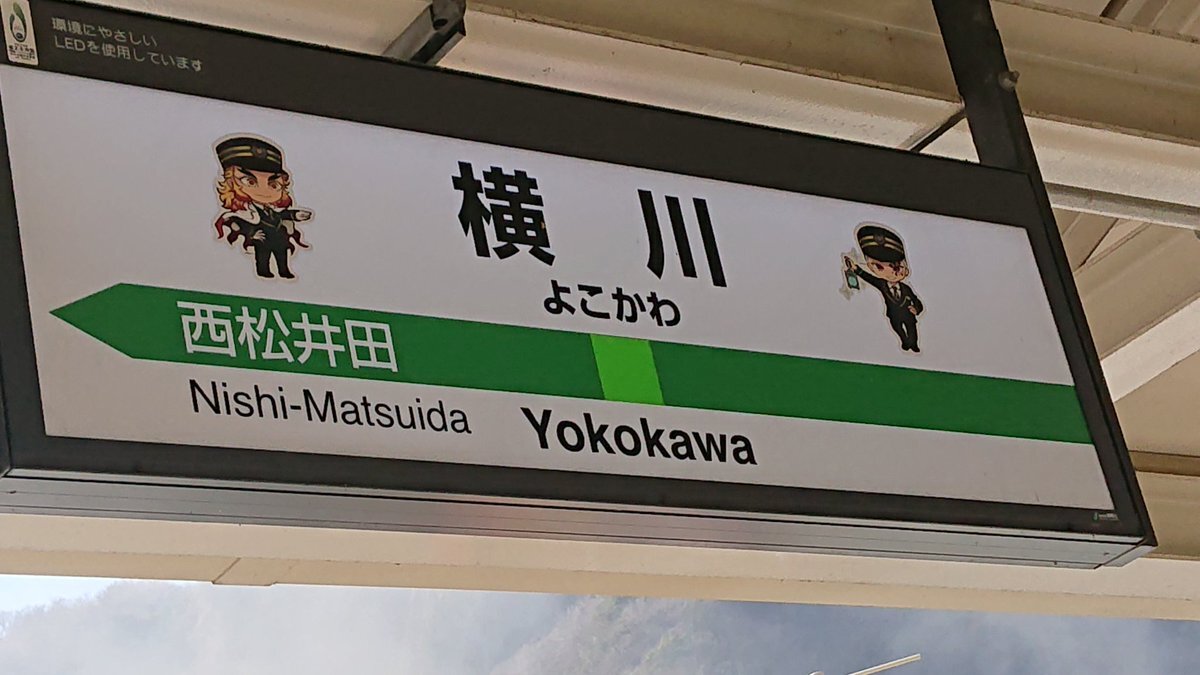 環境にやさしい
LEDを使用しています
横川
よこかわ
西松井田
Nishi-Matsuida
Yokokawa